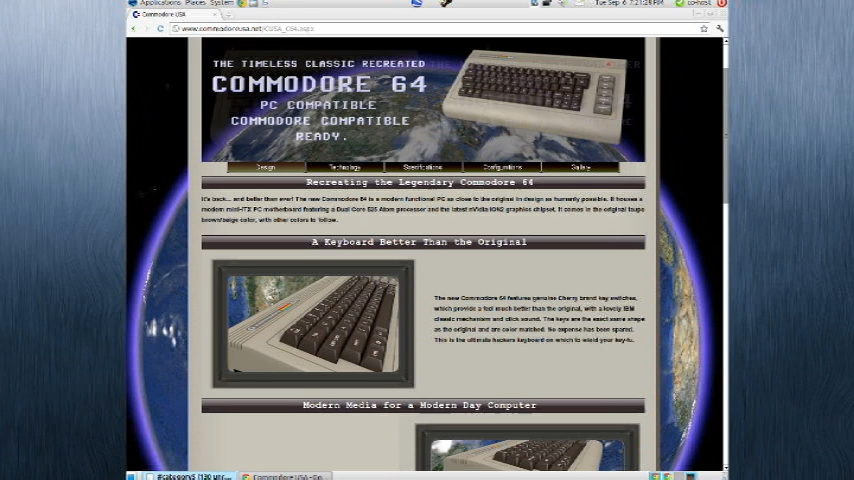 Applications Places System
Tue Sep 6, 7:21:28 PM
Commodore USA
www.commodoreusa.net/CUSA_C64.aspx
THE TIMELESS CLASSIC RECREATED
COMMODORE 64
PC COMPATIBLE
COMMODORE COMPATIBLE
READY.
Design Technology Specifications Configurations Gallery
Recreating the Legendary Commodore 64
It's back... and better than ever! The new Commodore 64 is a modern functional PC as close to the original in design as humanly possible. It houses a
modern mini-ITX PC motherboard featuring a Dual Core 525 Atom processor and the latest nVidia ION2 graphics chipset. It comes in the original taupe
brown/beige color, with other colors to follow.
A Keyboard Better Than the Original
The new Commodore 64 features genuine Cherry brand key switches,
which provide a feel much better than the original, with a lovely IBM
classic mechanism and click sound. The keys are the exact same shape
as the original and are color matched. No expense has been spared.
This is the ultimate hackers keyboard on which to wield your key-fu.
Modern Media for a Modern Day Computer
#category5 (130
Commodore USA -